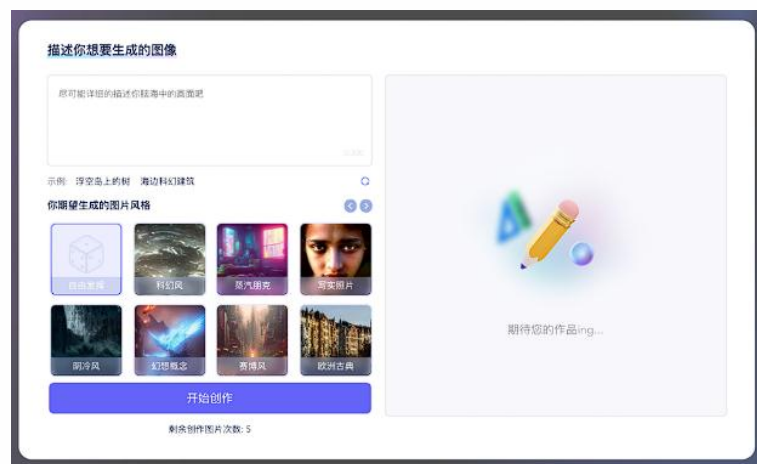 描述你想要生成的图像
尽可能详细的描述你脑海中的画面吧
示例: 浮空岛上的树 海边科幻建筑
你期望生成的图片风格
自由发挥 科幻风 蒸汽朋克 写实照片
阴冷风 幻想概念 赛博风 欧洲古典
开始创作
剩余创作图片次数: 5
期待您的作品ing...